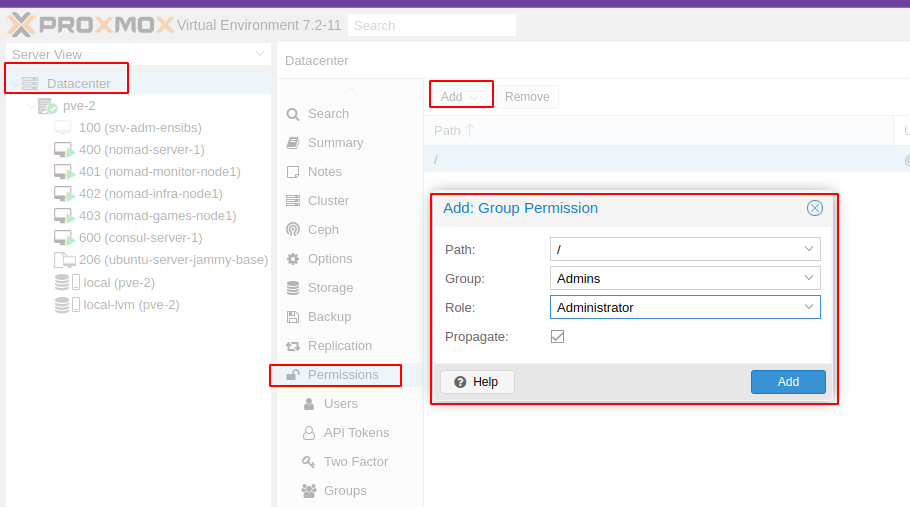 PROXMOX Virtual Environment 7.2-11 Search
Server View
Datacenter
pve-2
100 (srv-adm-ensibs)
400 (nomad-server-1)
401 (nomad-monitor-node1)
402 (nomad-infra-node1)
403 (nomad-games-node1)
600 (consul-server-1)
206 (ubuntu-server-jammy-base)
local (pve-2)
local-lvm (pve-2)
Datacenter
Search
Summary
Notes
Cluster
Ceph
Options
Storage
Backup
Replication
Permissions
Users
API Tokens
Two Factor
Groups
Add Remove
Path
/ @
Add: Group Permission
Path: /
Group: Admins
Role: Administrator
Propagate:
Help Add